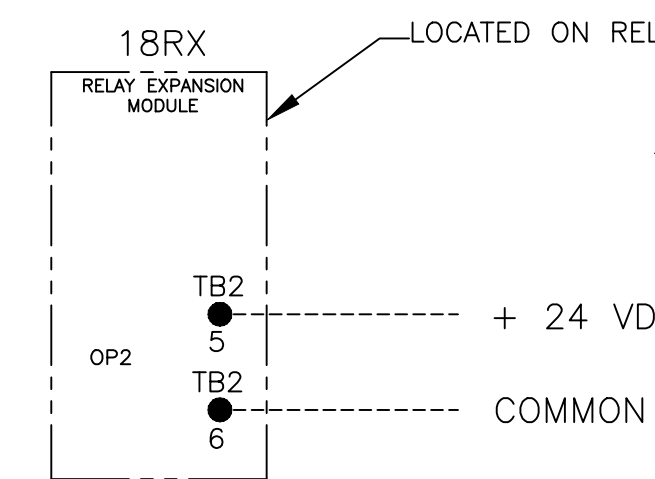 18RX
LOCATED ON REL
RELAY EXPANSION
MODULE
TB2
5
+ 24 VD
OP2
TB2
6
COMMON